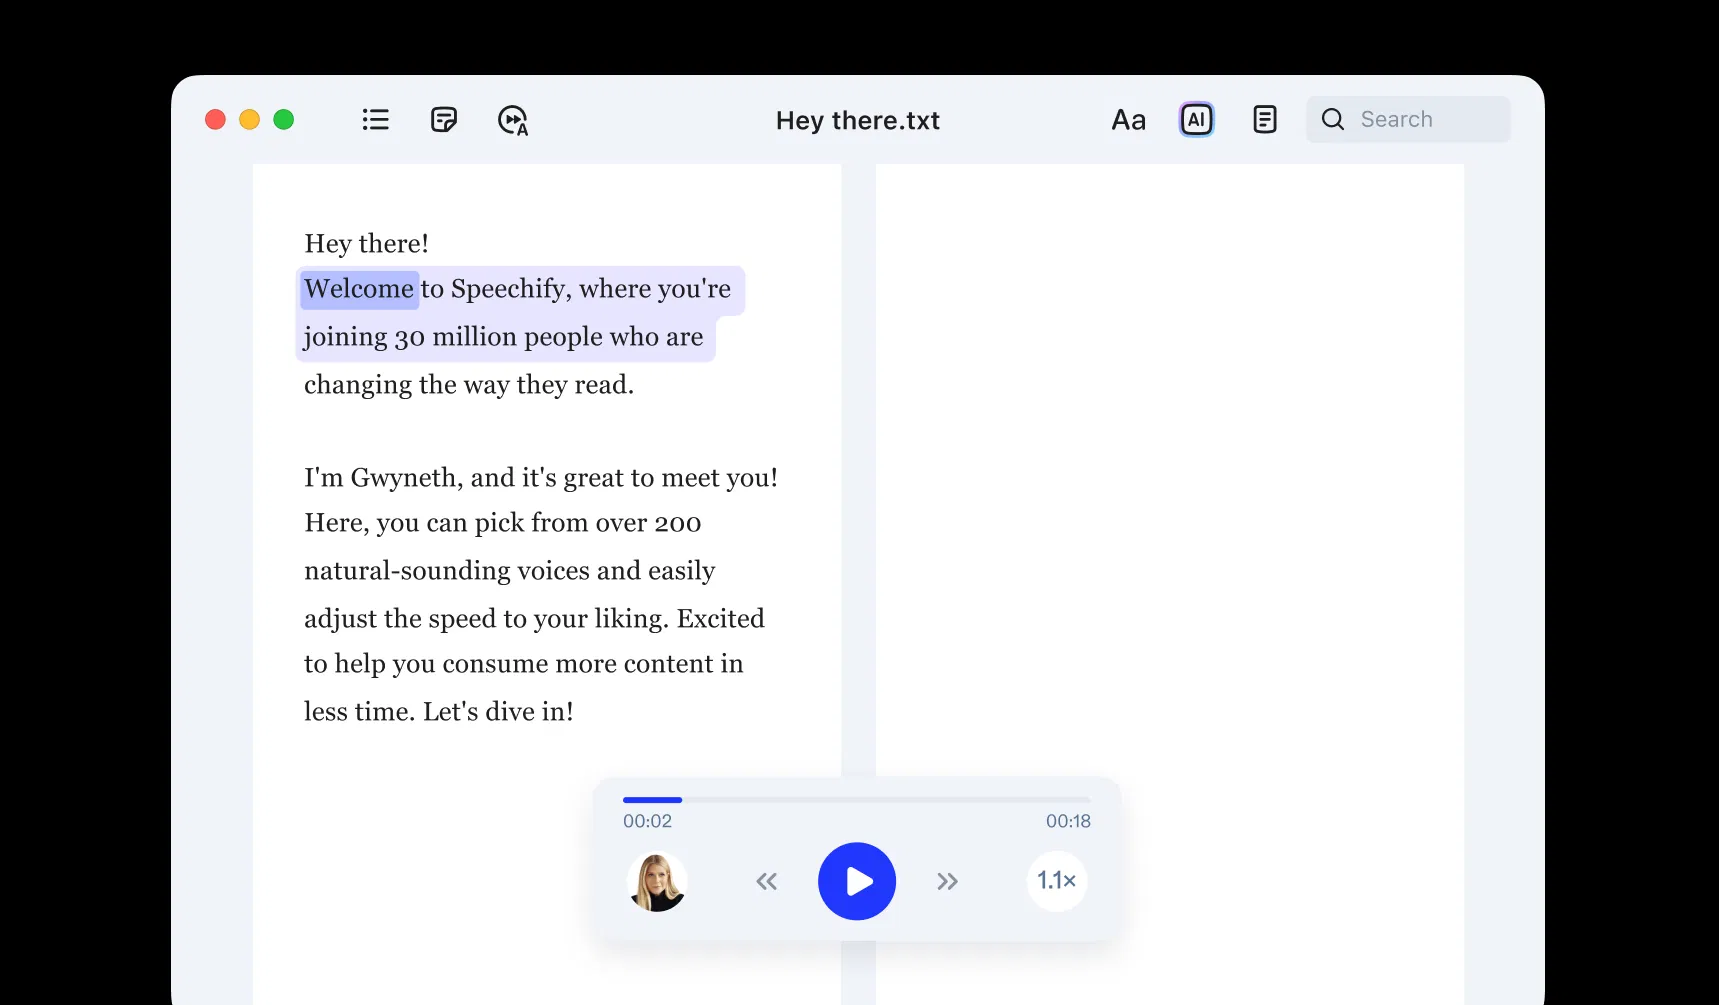 Hey there.txt
Aa
AI
Search
Hey there!
Welcome to Speechify, where you're
joining 30 million people who are
changing the way they read.
I'm Gwyneth, and it's great to meet you!
Here, you can pick from over 200
natural-sounding voices and easily
adjust the speed to your liking. Excited
to help you consume more content in
less time. Let's dive in!
00:02
00:18
1.1×